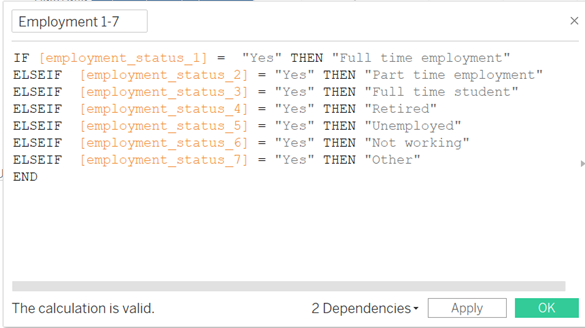 Employment 1-7
IF [employment_status_1] = "Yes" THEN "Full time employment"
ELSEIF [employment_status_2] = "Yes" THEN "Part time employment"
ELSEIF [employment_status_3] = "Yes" THEN "Full time student"
ELSEIF [employment_status_4] = "Yes" THEN "Retired"
ELSEIF [employment_status_5] = "Yes" THEN "Unemployed"
ELSEIF [employment_status_6] = "Yes" THEN "Not working"
ELSEIF [employment_status_7] = "Yes" THEN "Other"
END
The calculation is valid. 2 Dependencies Apply OK